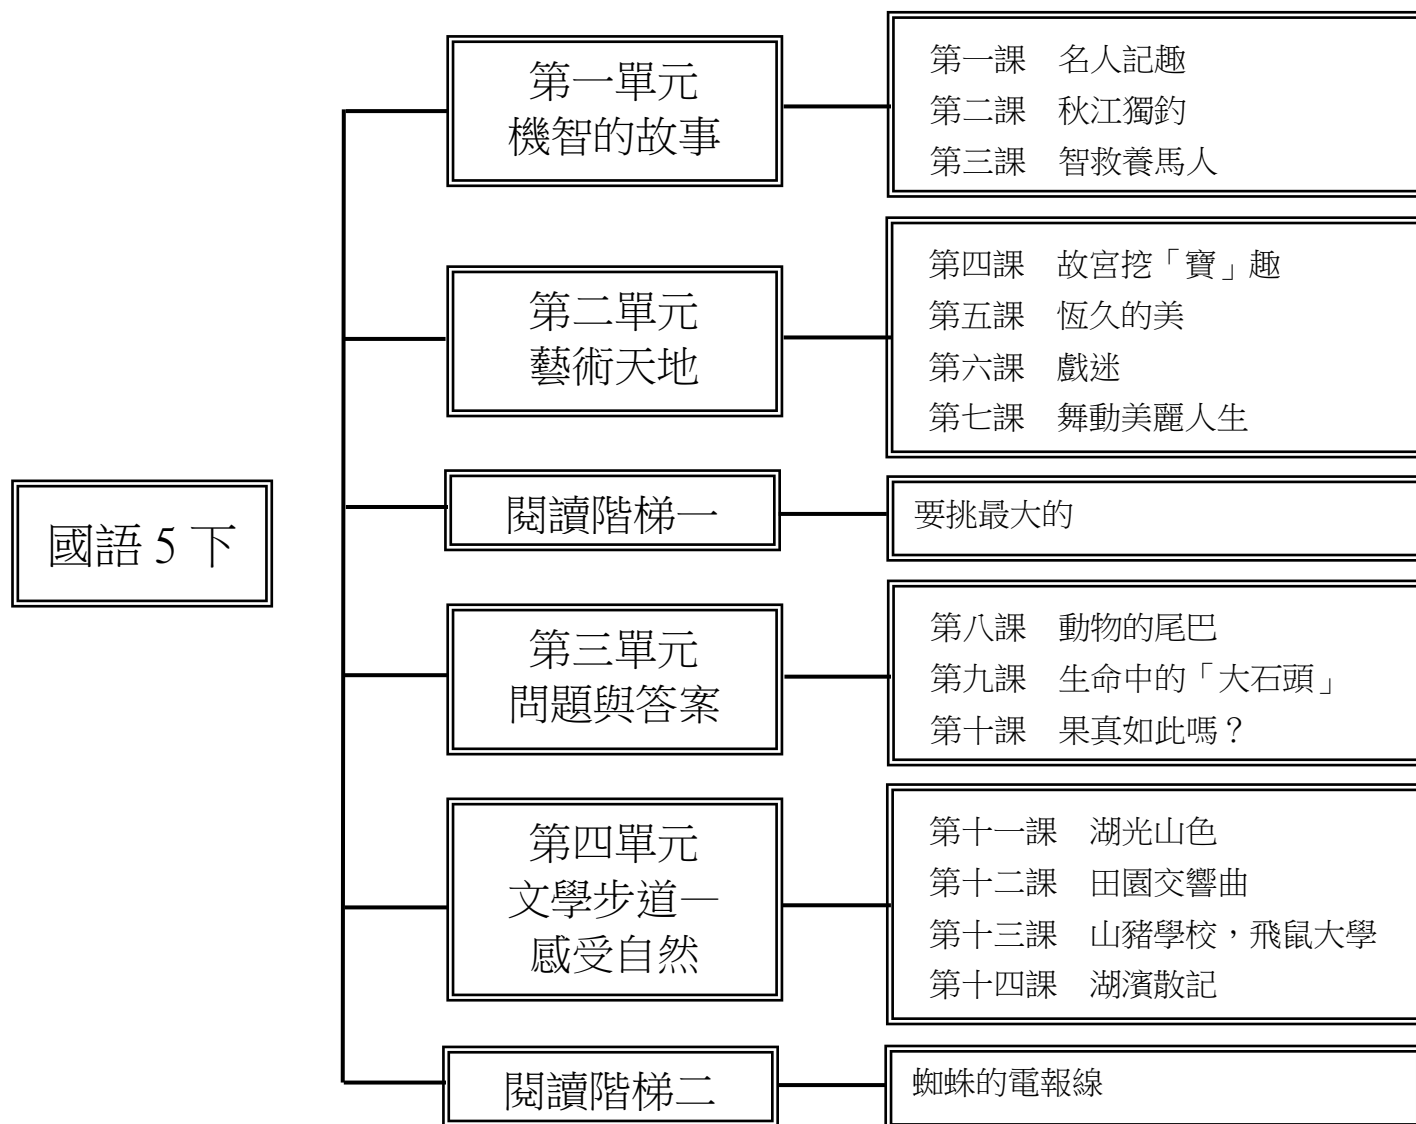 國語 5 下
第一單元
機智的故事
第一課　名人記趣
第二課　秋江獨釣
第三課　智救養馬人
第二單元
藝術天地
第四課　故宮挖「寶」趣
第五課　恆久的美
第六課　戲迷
第七課　舞動美麗人生
閱讀階梯一
要挑最大的
第三單元
問題與答案
第八課　動物的尾巴
第九課　生命中的「大石頭」
第十課　果真如此嗎？
第四單元
文學步道—
感受自然
第十一課　湖光山色
第十二課　田園交響曲
第十三課　山豬學校，飛鼠大學
第十四課　湖濱散記
閱讀階梯二
蜘蛛的電報線